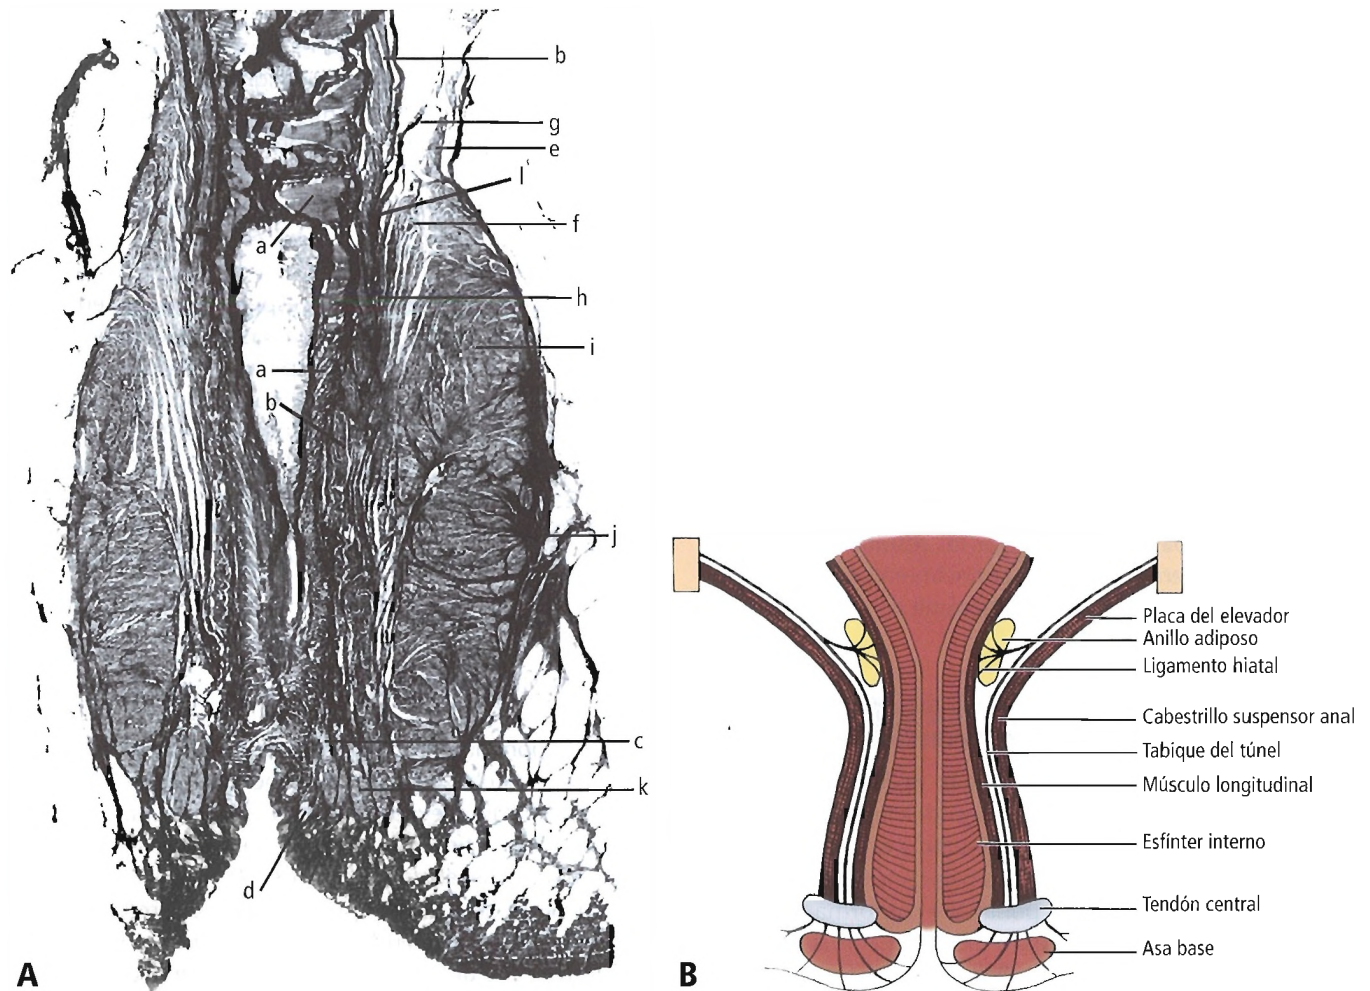 b
g
e
l
f
a
h
i
a
b
j
c
k
d
A
Placa del elevador
Anillo adiposo
Ligamento hiatal
Cabestrillo suspensor anal
Tabique del túnel
Músculo longitudinal
Esfínter interno
Tendón central
Asa base
B